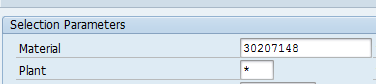 Selection Parameters
Material 30207148
Plant *